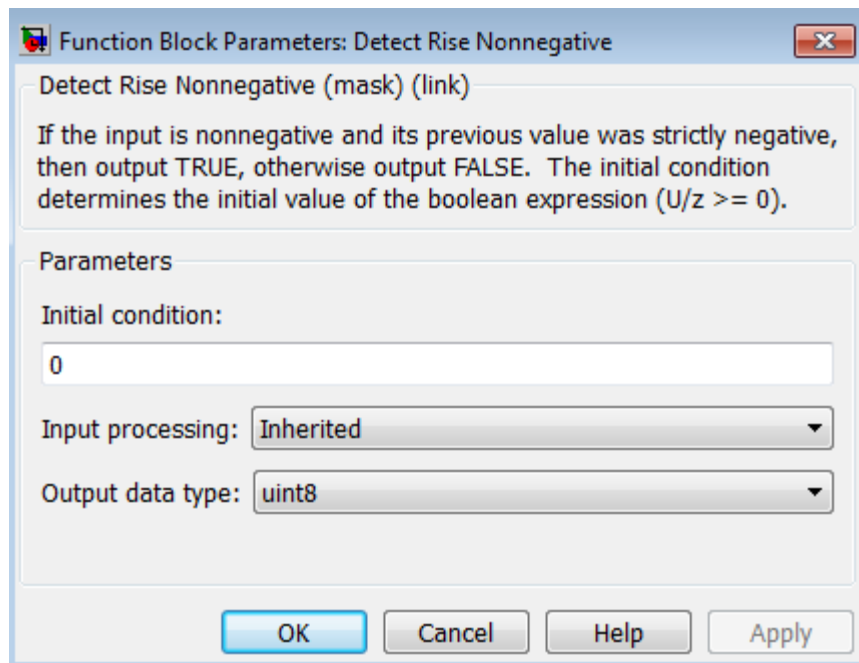 Function Block Parameters: Detect Rise Nonnegative
Detect Rise Nonnegative (mask) (link)
If the input is nonnegative and its previous value was strictly negative,
then output TRUE, otherwise output FALSE.  The initial condition
determines the initial value of the boolean expression (U/z >= 0).
Parameters
Initial condition:
0
Input processing: Inherited
Output data type: uint8
OK Cancel Help Apply